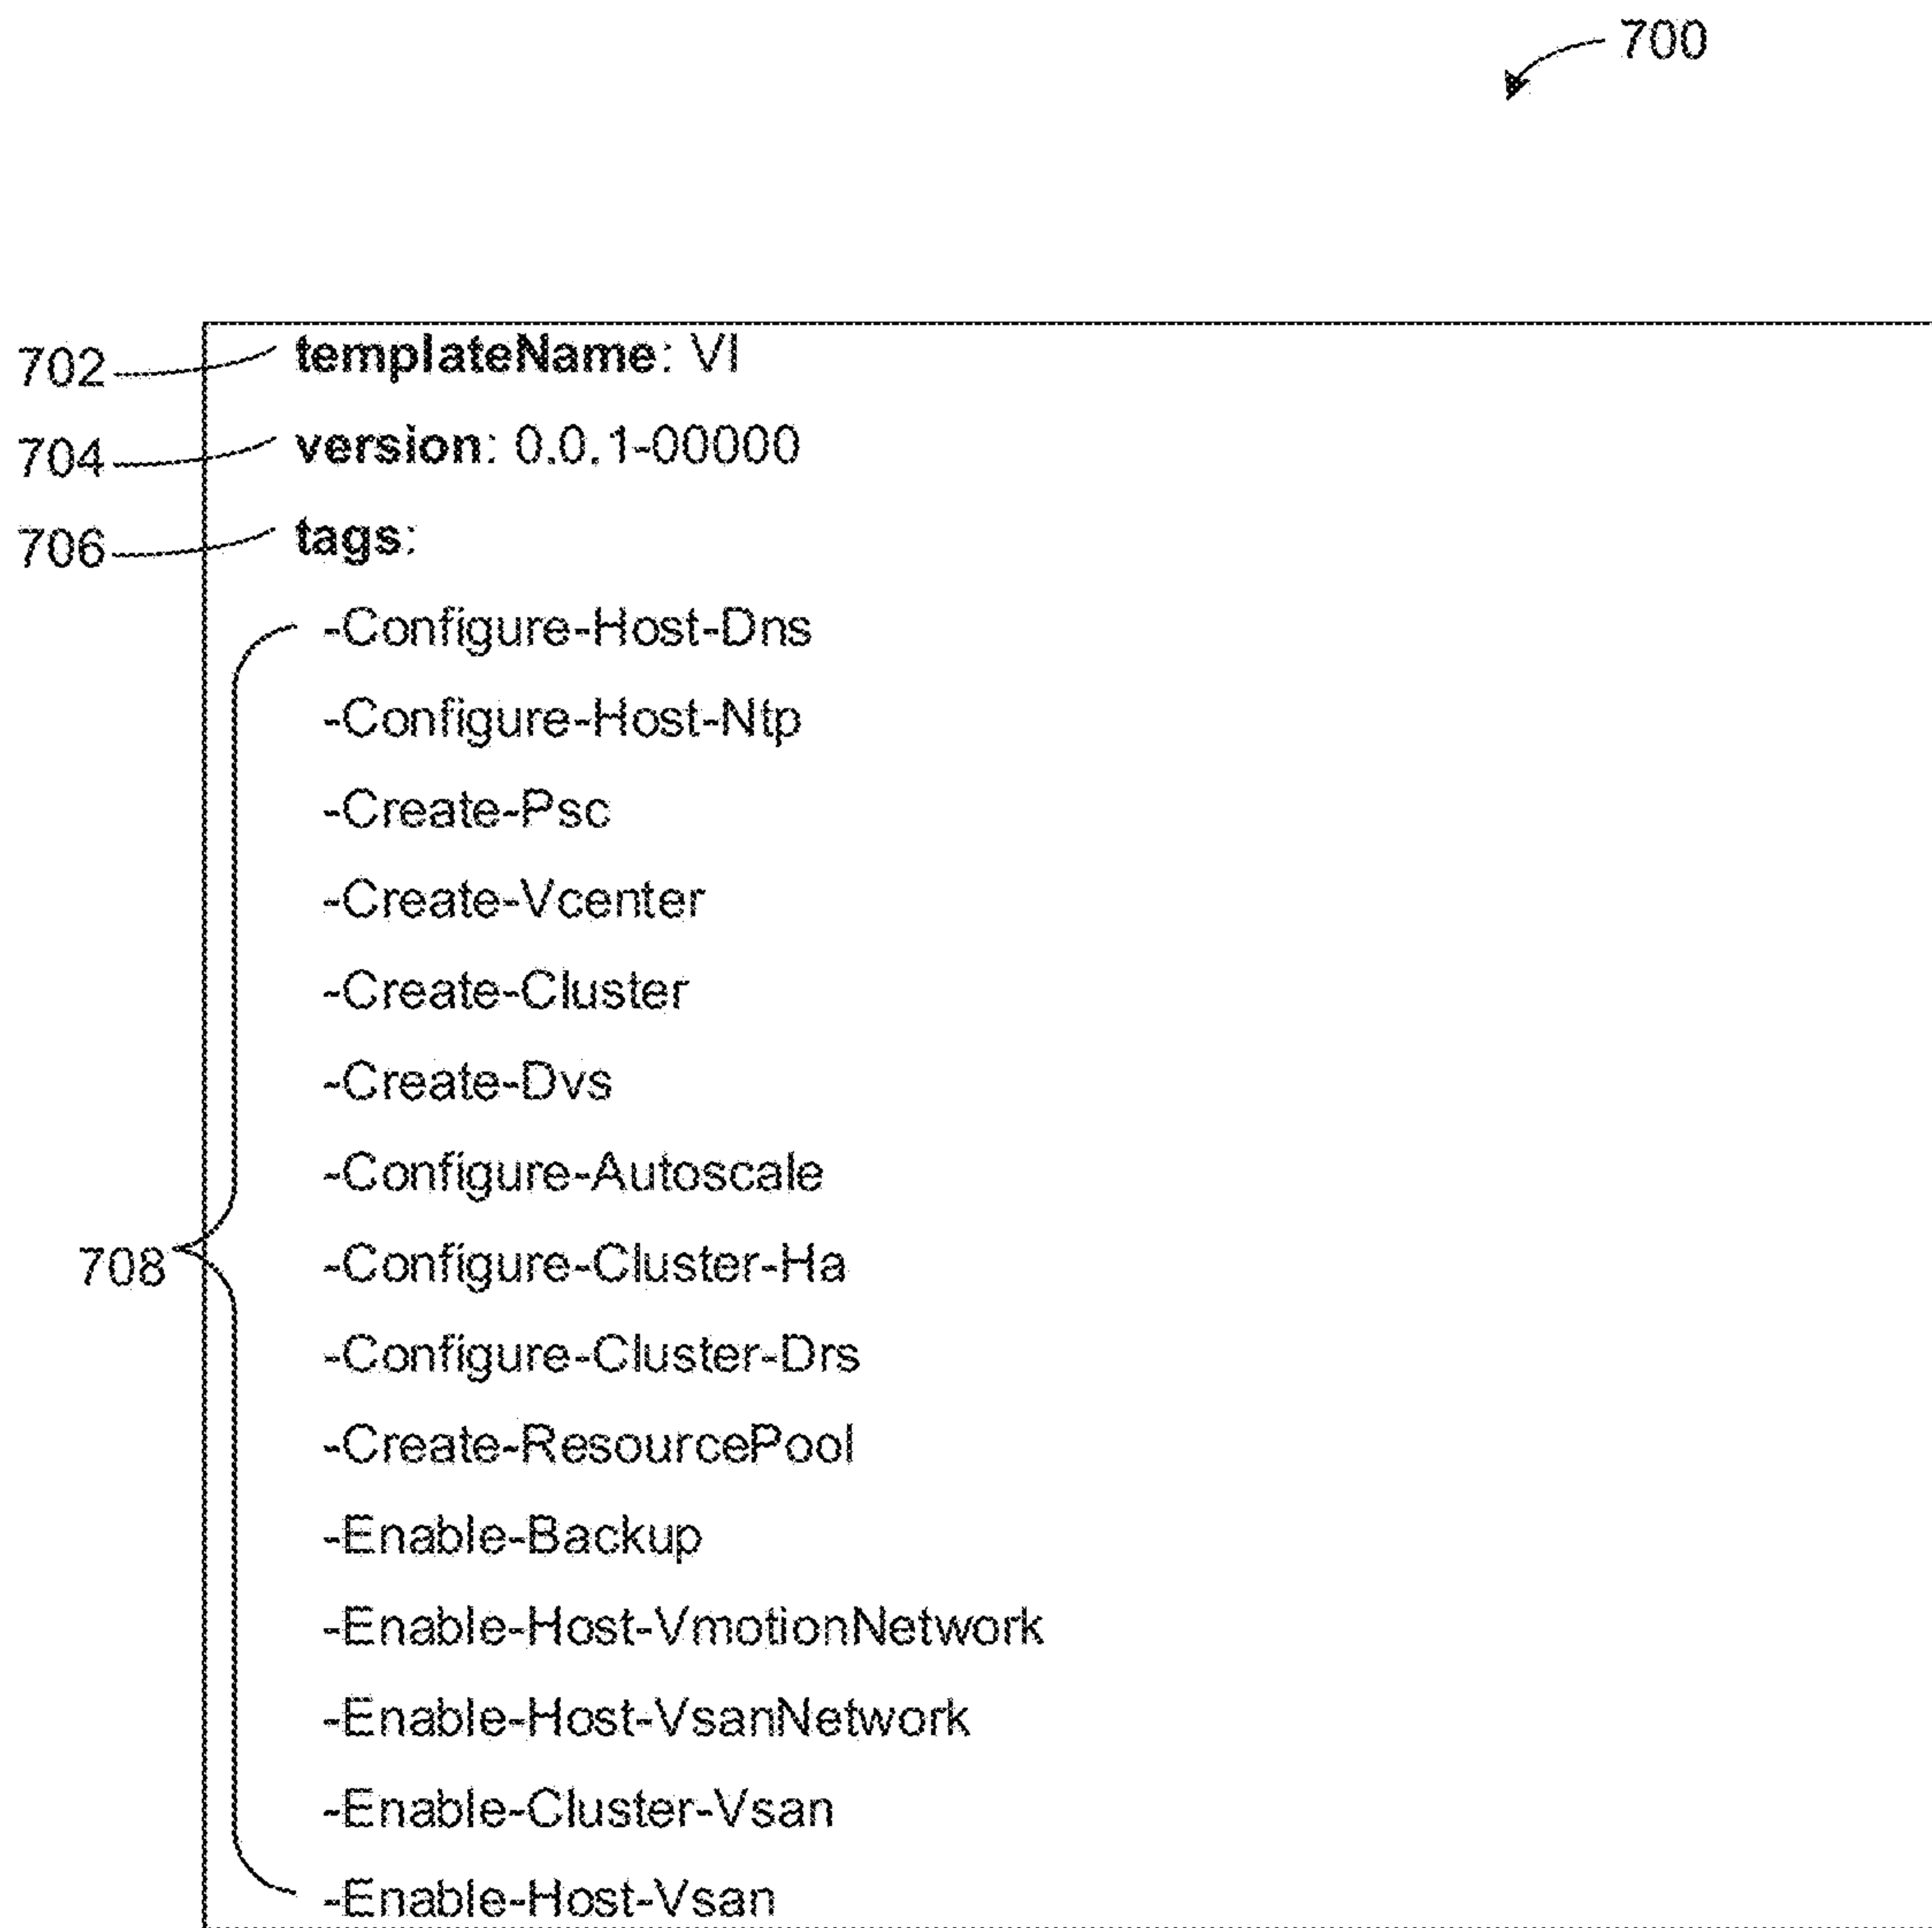 700
702 templateName: VI
704 version: 0.0.1-00000
706 tags:
-Configure-Host-Dns
-Configure-Host-Ntp
-Create-Psc
-Create-Vcenter
-Create-Cluster
-Create-Dvs
-Configure-Autoscale
708 -Configure-Cluster-Ha
-Configure-Cluster-Drs
-Create-ResourcePool
-Enable-Backup
-Enable-Host-VmotionNetwork
-Enable-Host-VsanNetwork
-Enable-Cluster-Vsan
-Enable-Host-Vsan